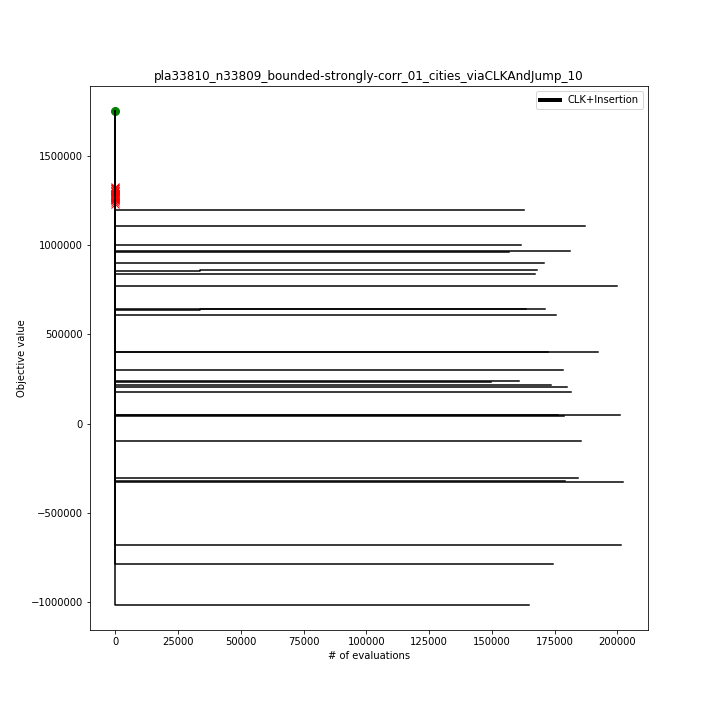 pla33810_n33809_bounded-strongly-corr_01_cities_viaCLKAndJump_10
CLK+Insertion
1500000
1000000
500000
0
−500000
−1000000
Objective value
0 25000 50000 75000 100000 125000 150000 175000 200000
# of evaluations